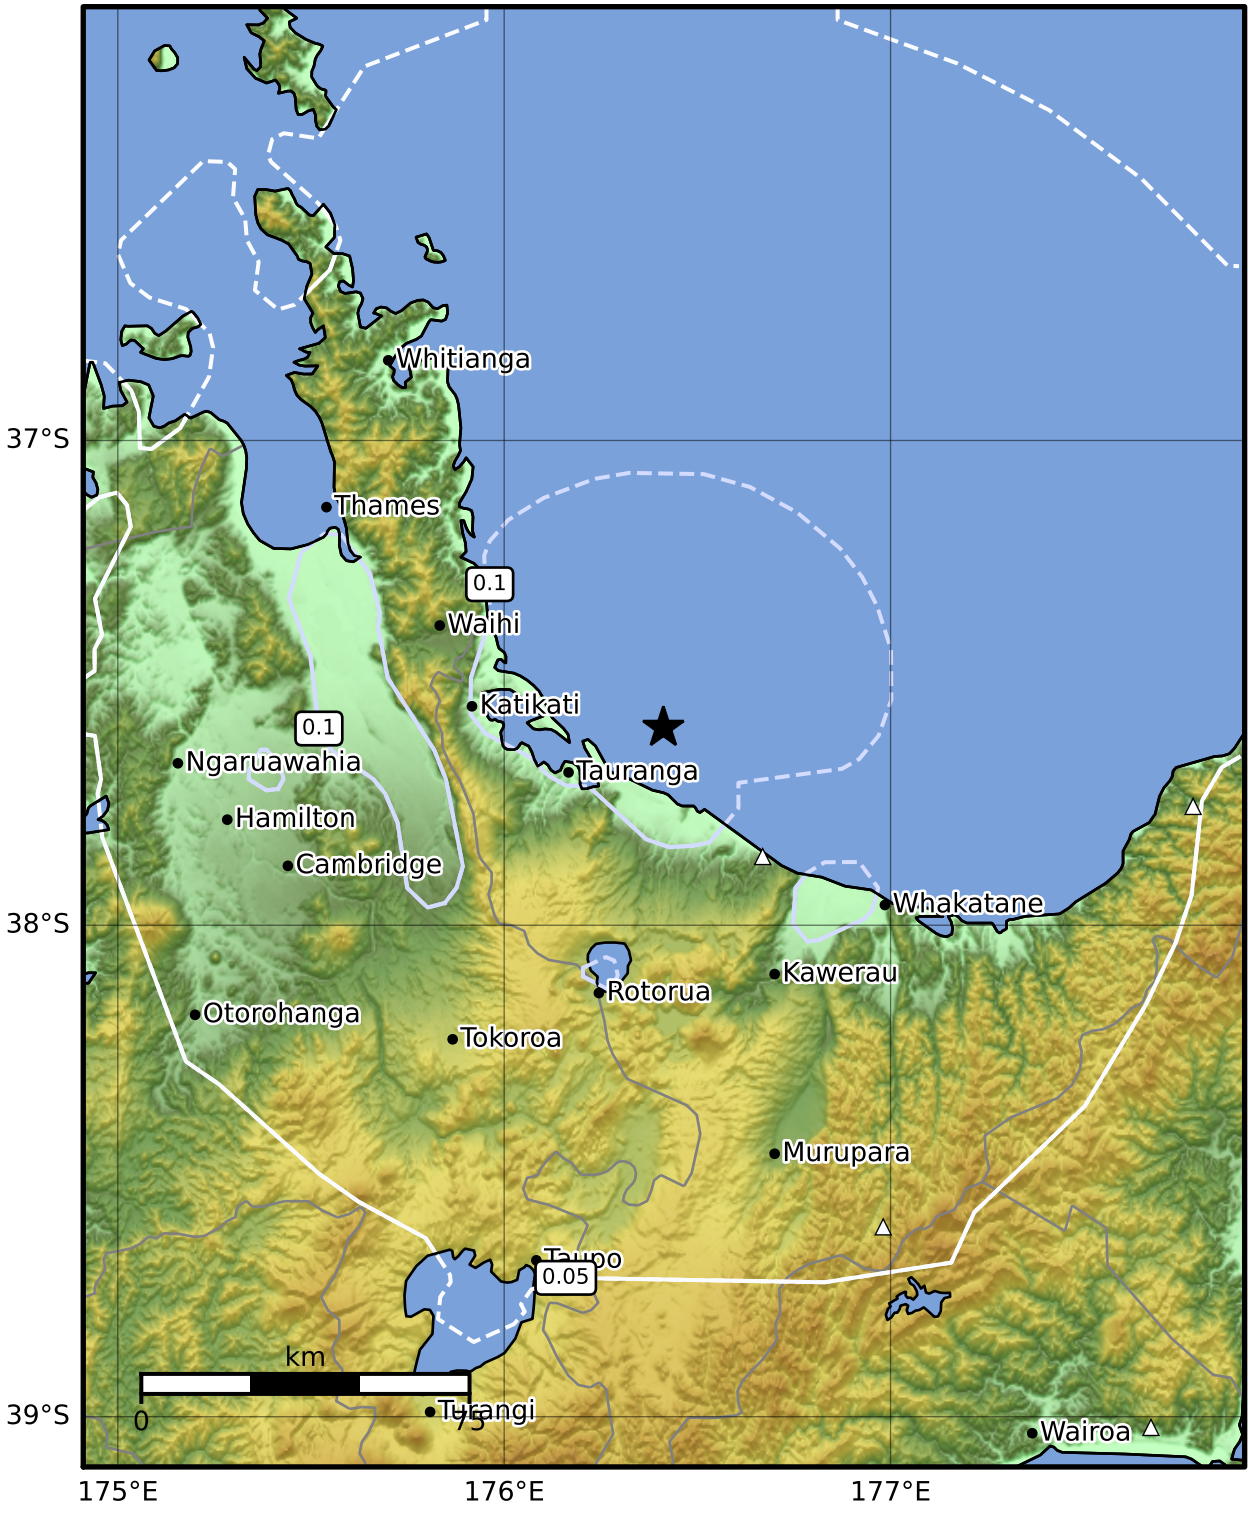 Whitianga
37°S
Thames
0.1
Waihi
Katikati
0.1
Ngaruawahia
Tauranga
Hamilton
Cambridge
Whakatane
38°S
Kawerau
Rotorua
Otorohanga
Tokoroa
Murupara
Taupo
0.05
km
0
75
Turangi
39°S
Wairoa
175°E
176°E
177°E